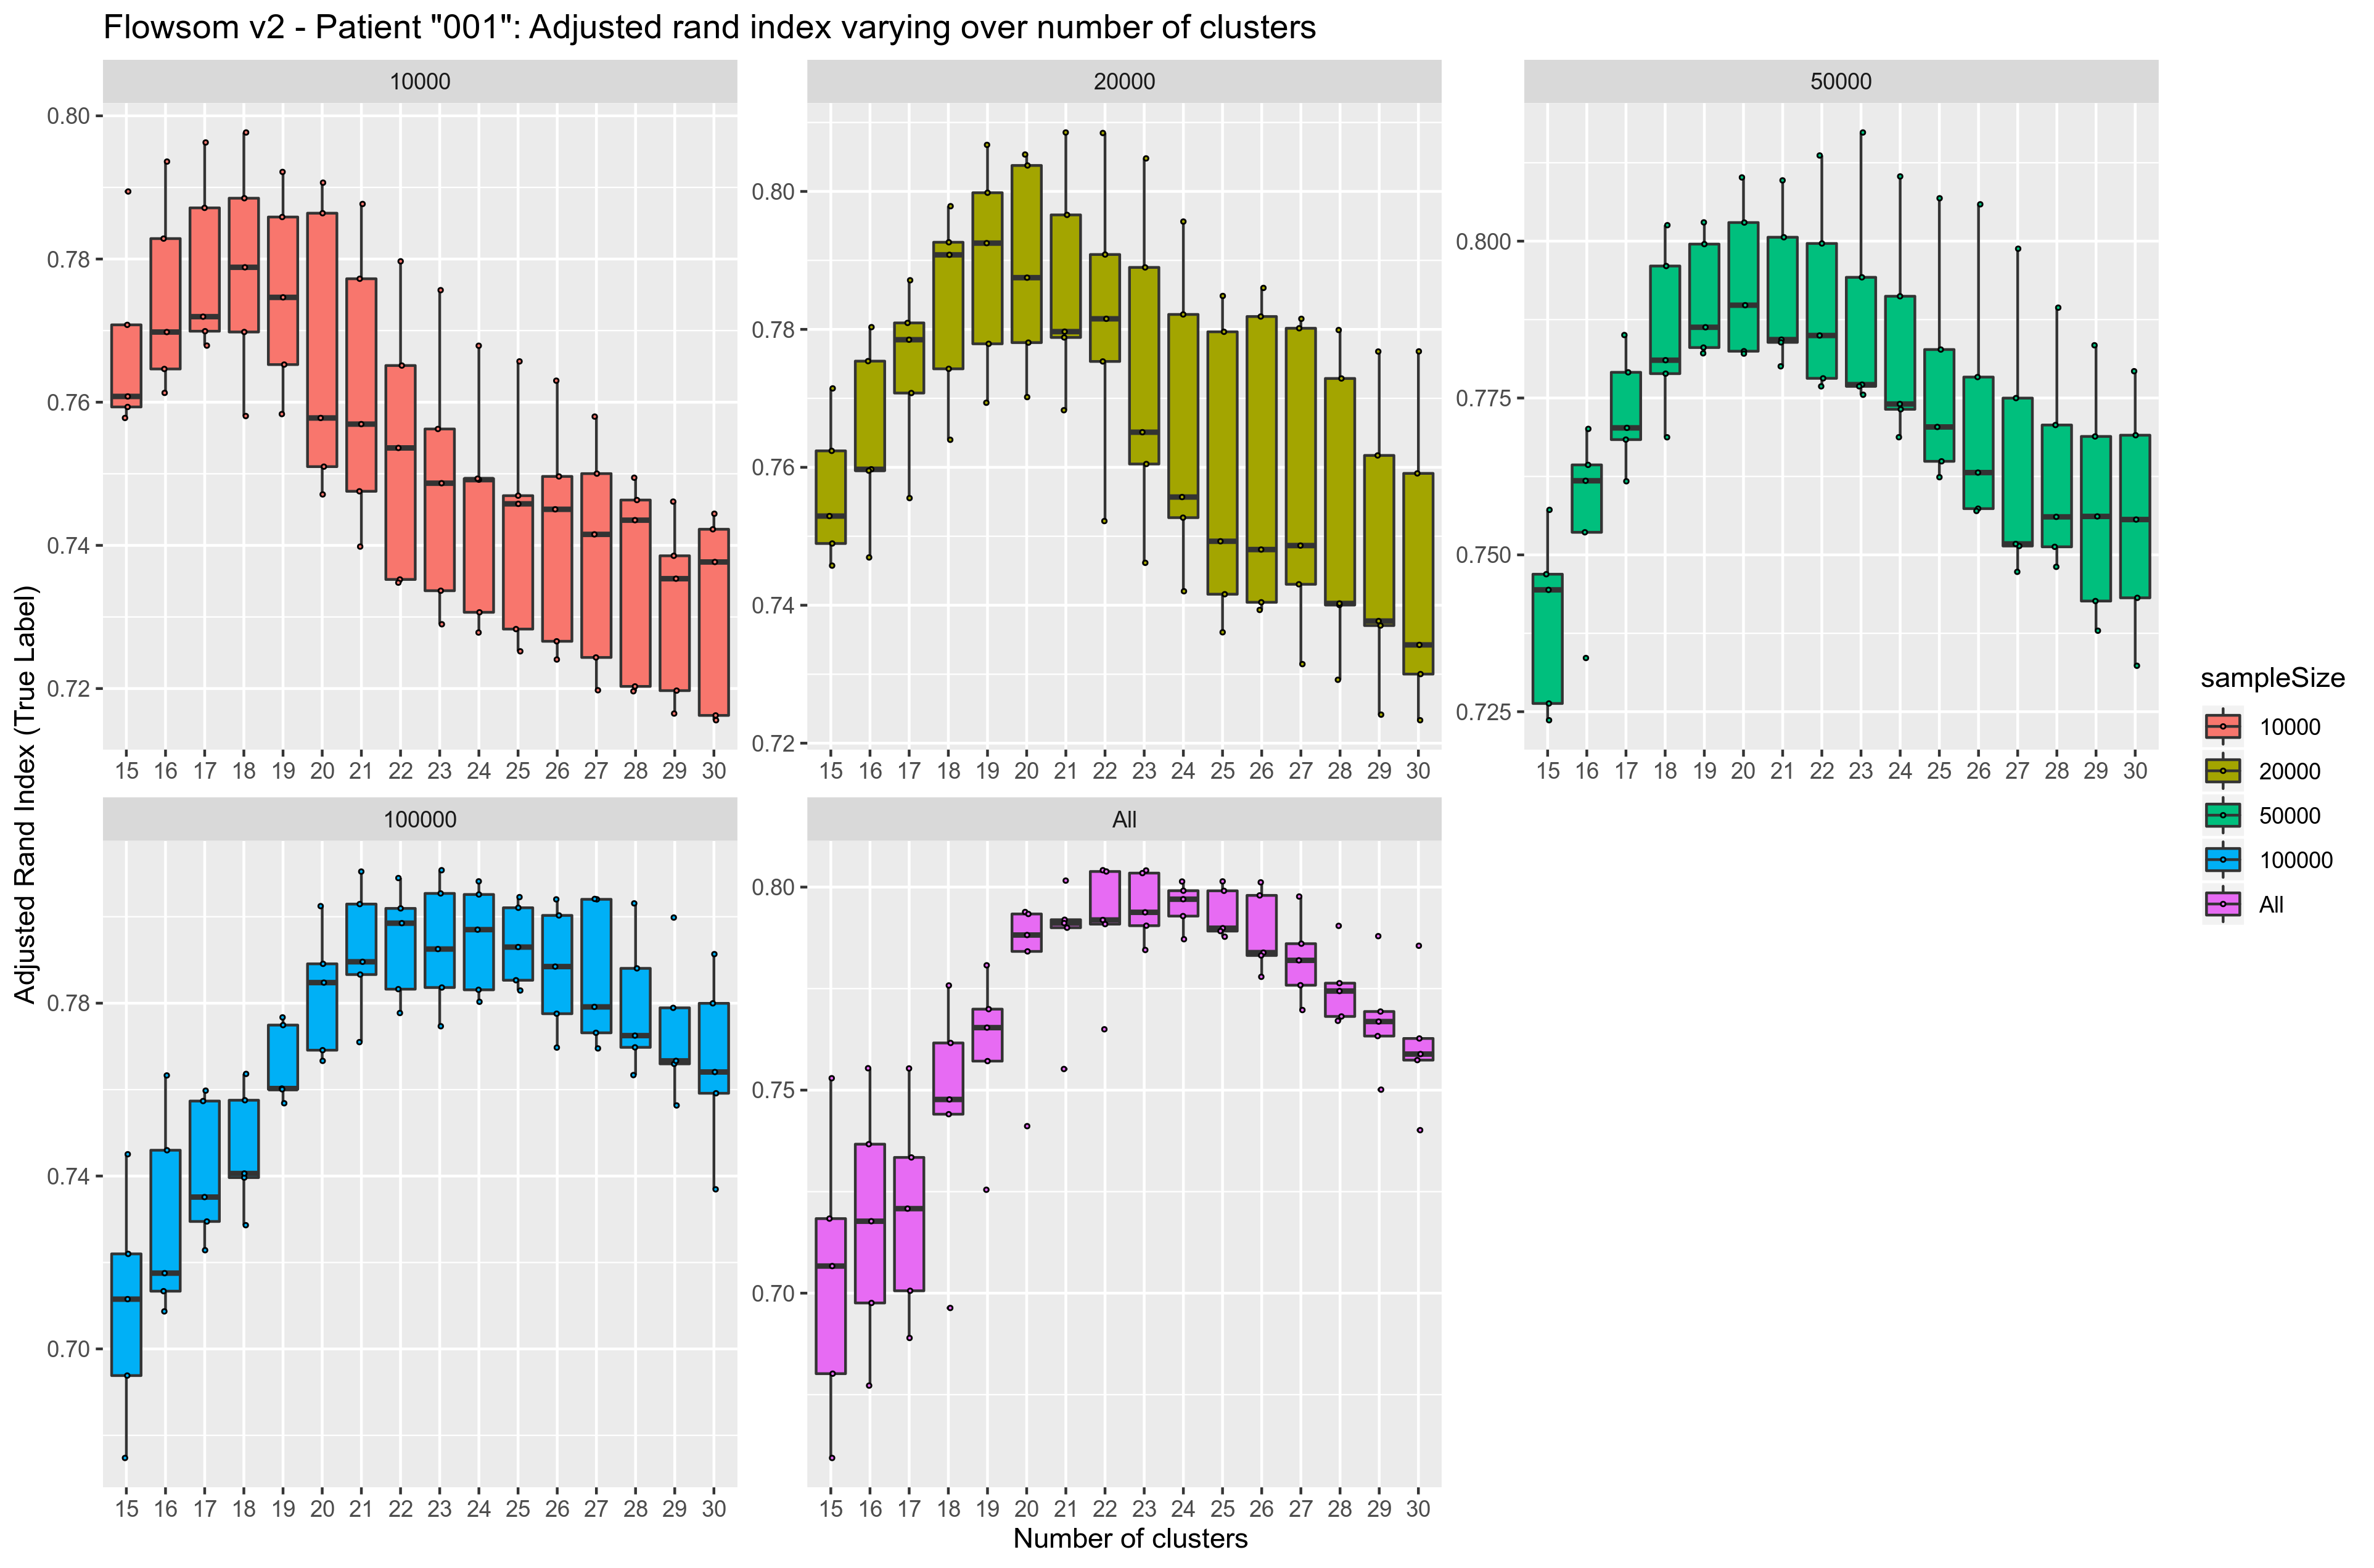 Flowsom v2 - Patient "001": Adjusted rand index varying over number of clusters
Adjusted Rand Index (True Label)
10000
0.80
0.78
0.76
0.74
0.72
15 16 17 18 19 20 21 22 23 24 25 26 27 28 29 30
20000
0.80
0.78
0.76
0.74
0.72
15 16 17 18 19 20 21 22 23 24 25 26 27 28 29 30
50000
0.800
0.775
0.750
0.725
15 16 17 18 19 20 21 22 23 24 25 26 27 28 29 30
100000
0.78
0.74
0.70
15 16 17 18 19 20 21 22 23 24 25 26 27 28 29 30
All
0.80
0.75
0.70
15 16 17 18 19 20 21 22 23 24 25 26 27 28 29 30
Number of clusters
sampleSize
10000
20000
50000
100000
All